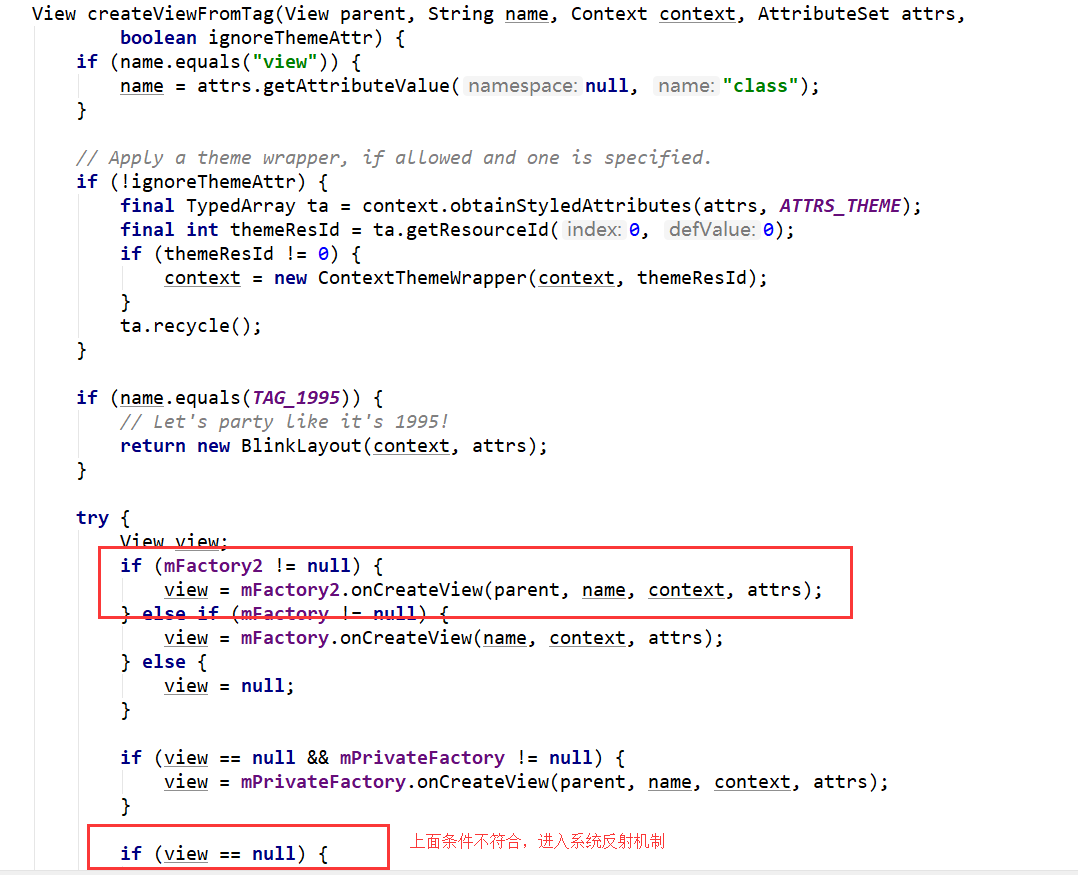 View createViewFromTag(View parent, String name, Context context, AttributeSet attrs,
boolean ignoreThemeAttr) {
if (name.equals("view")) {
name = attrs.getAttributeValue( namespace: null, name: "class");
}
// Apply a theme wrapper, if allowed and one is specified.
if (!ignoreThemeAttr) {
final TypedArray ta = context.obtainStyledAttributes(attrs, ATTRS_THEME);
final int themeResId = ta.getResourceId( index: 0, defValue: 0);
if (themeResId != 0) {
context = new ContextThemeWrapper(context, themeResId);
}
ta.recycle();
}
if (name.equals(TAG_1995)) {
// Let's party like it's 1995!
return new BlinkLayout(context, attrs);
}
try {
View view;
if (mFactory2 != null) {
view = mFactory2.onCreateView(parent, name, context, attrs);
} else if (mFactory != null) {
view = mFactory.onCreateView(name, context, attrs);
} else {
view = null;
}
if (view == null && mPrivateFactory != null) {
view = mPrivateFactory.onCreateView(parent, name, context, attrs);
}
if (view == null) { 上面条件不符合，进入系统反射机制